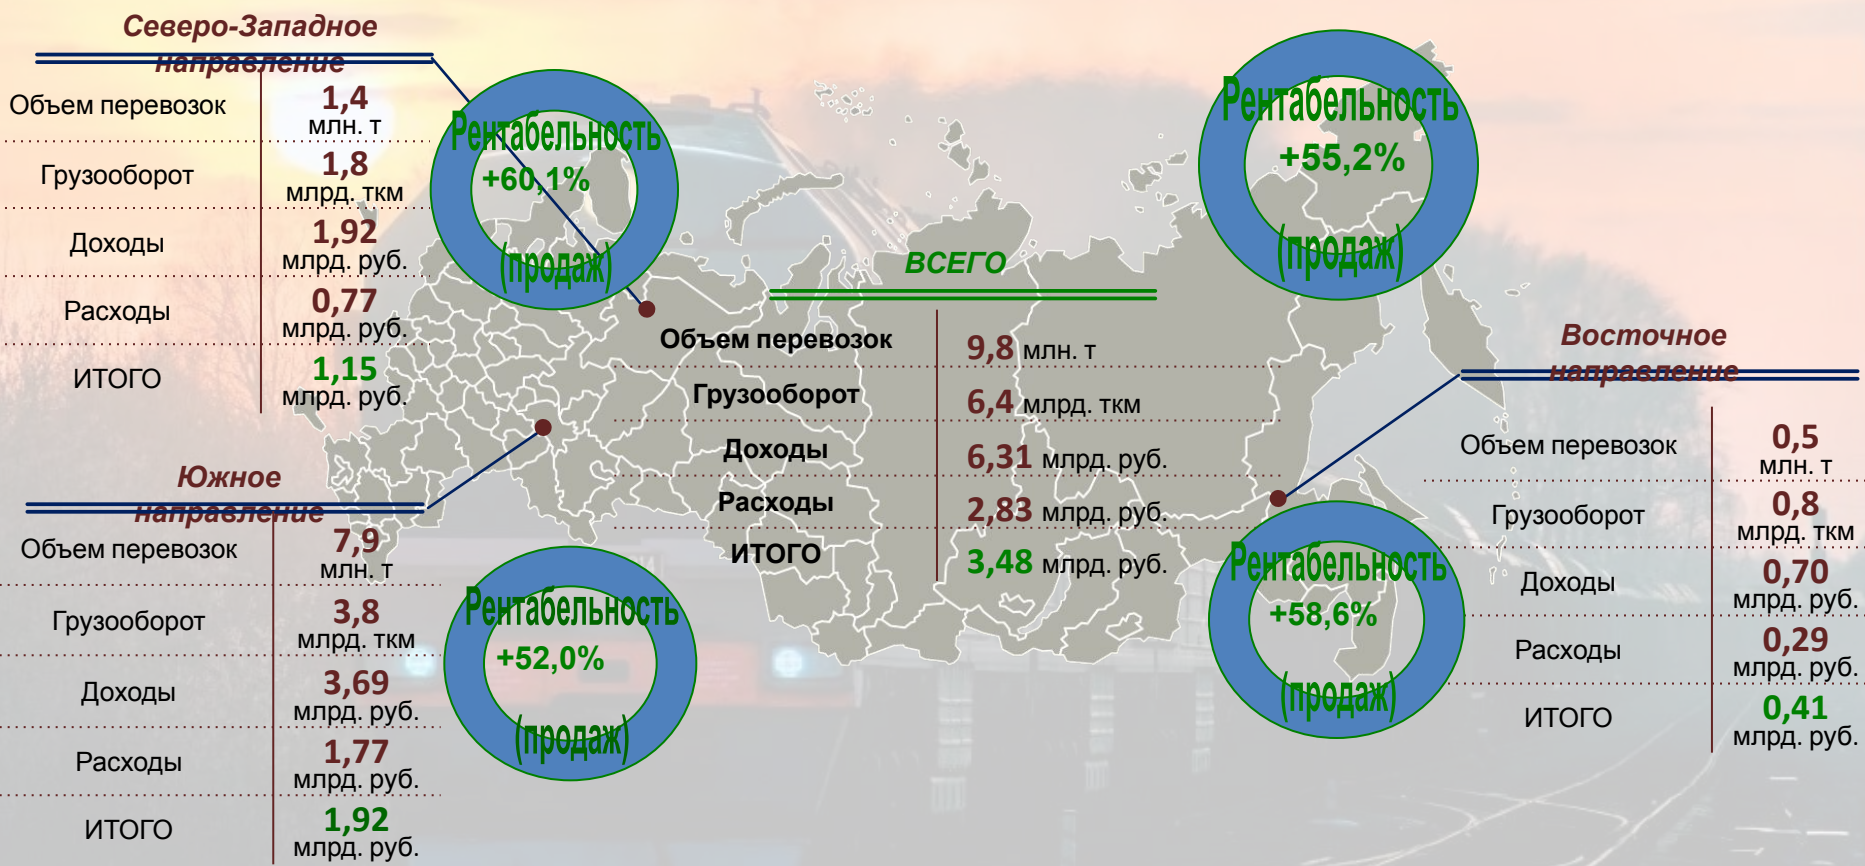 Северо-Западное
направление
Объем перевозок
1,4
млн. т
Грузооборот
1,8
млрд. ткм
Доходы
1,92
млрд. руб.
Расходы
0,77
млрд. руб.
ИТОГО
1,15
млрд. руб.
Рентабельность
+60,1%
(продаж)
Южное
направление
Объем перевозок
7,9
млн. т
Грузооборот
3,8
млрд. ткм
Доходы
3,69
млрд. руб.
Расходы
1,77
млрд. руб.
ИТОГО
1,92
млрд. руб.
Рентабельность
+52,0%
(продаж)
ВСЕГО
Объем перевозок
9,8 млн. т
Грузооборот
6,4 млрд. ткм
Доходы
6,31 млрд. руб.
Расходы
2,83 млрд. руб.
ИТОГО
3,48 млрд. руб.
Рентабельность
+55,2%
(продаж)
Восточное
направление
Объем перевозок
0,5
млн. т
Грузооборот
0,8
млрд. ткм
Доходы
0,70
млрд. руб.
Расходы
0,29
млрд. руб.
ИТОГО
0,41
млрд. руб.
Рентабельность
+58,6%
(продаж)